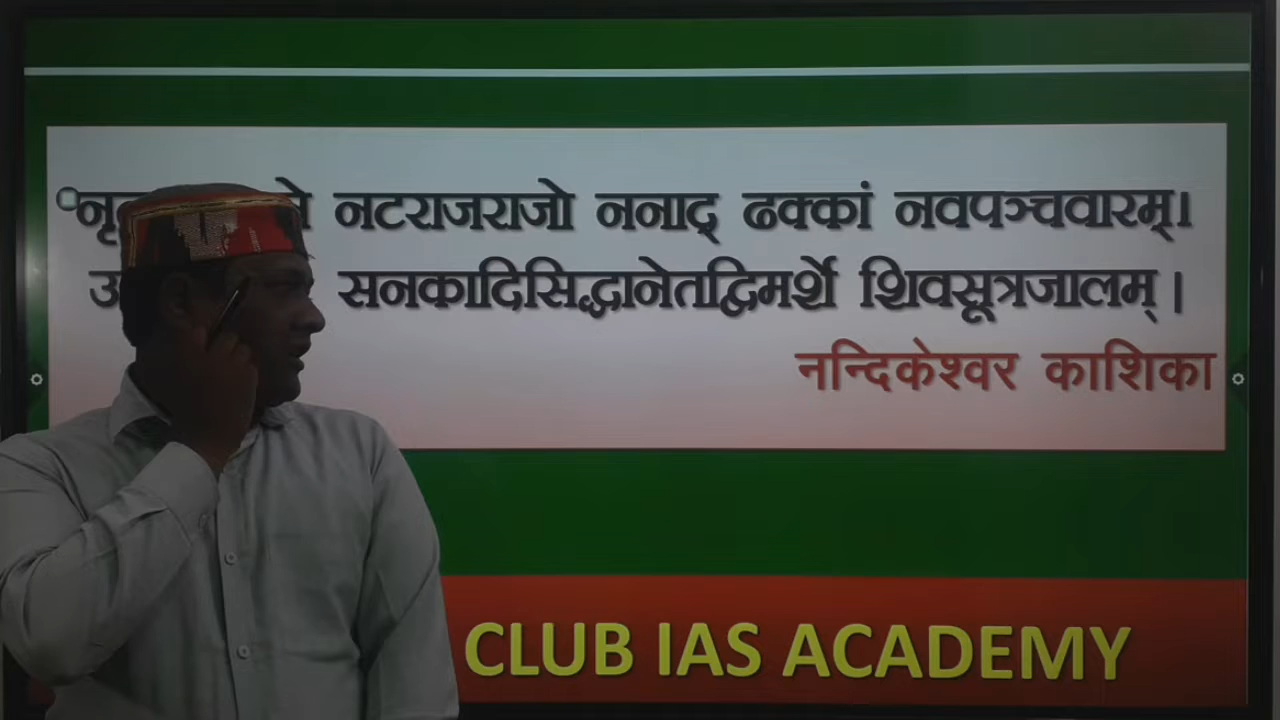 नटराजराजो ननाद् ढक्कां नवपञ्चवारम्।
सनकादिसिद्धानेतद्विमर्शे शिवसूत्रजालम् ।
नन्दिकेश्वर काशिका
CLUB IAS ACADEMY